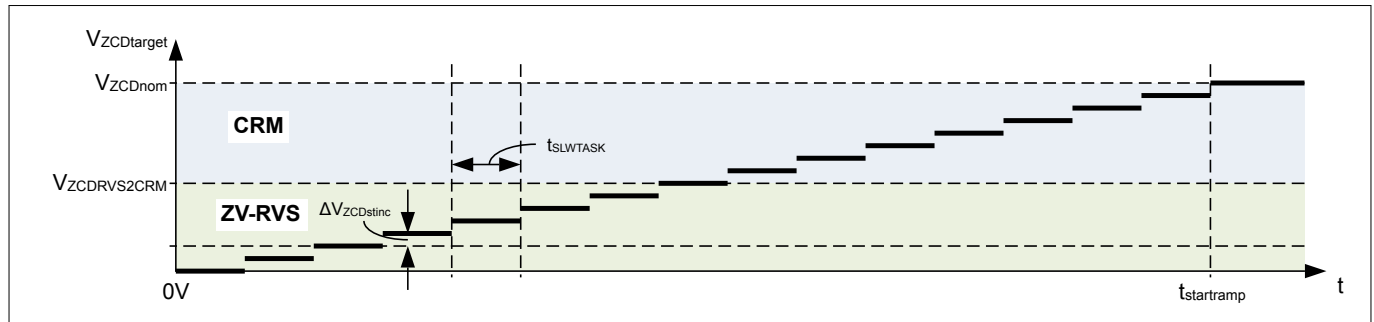 VZCDtarget
VZCDnom
CRM
tSLWTASK
VZCDRVS2CRM
ZV-RVS
ΔVZCDstinc
0V
tstartramp
t